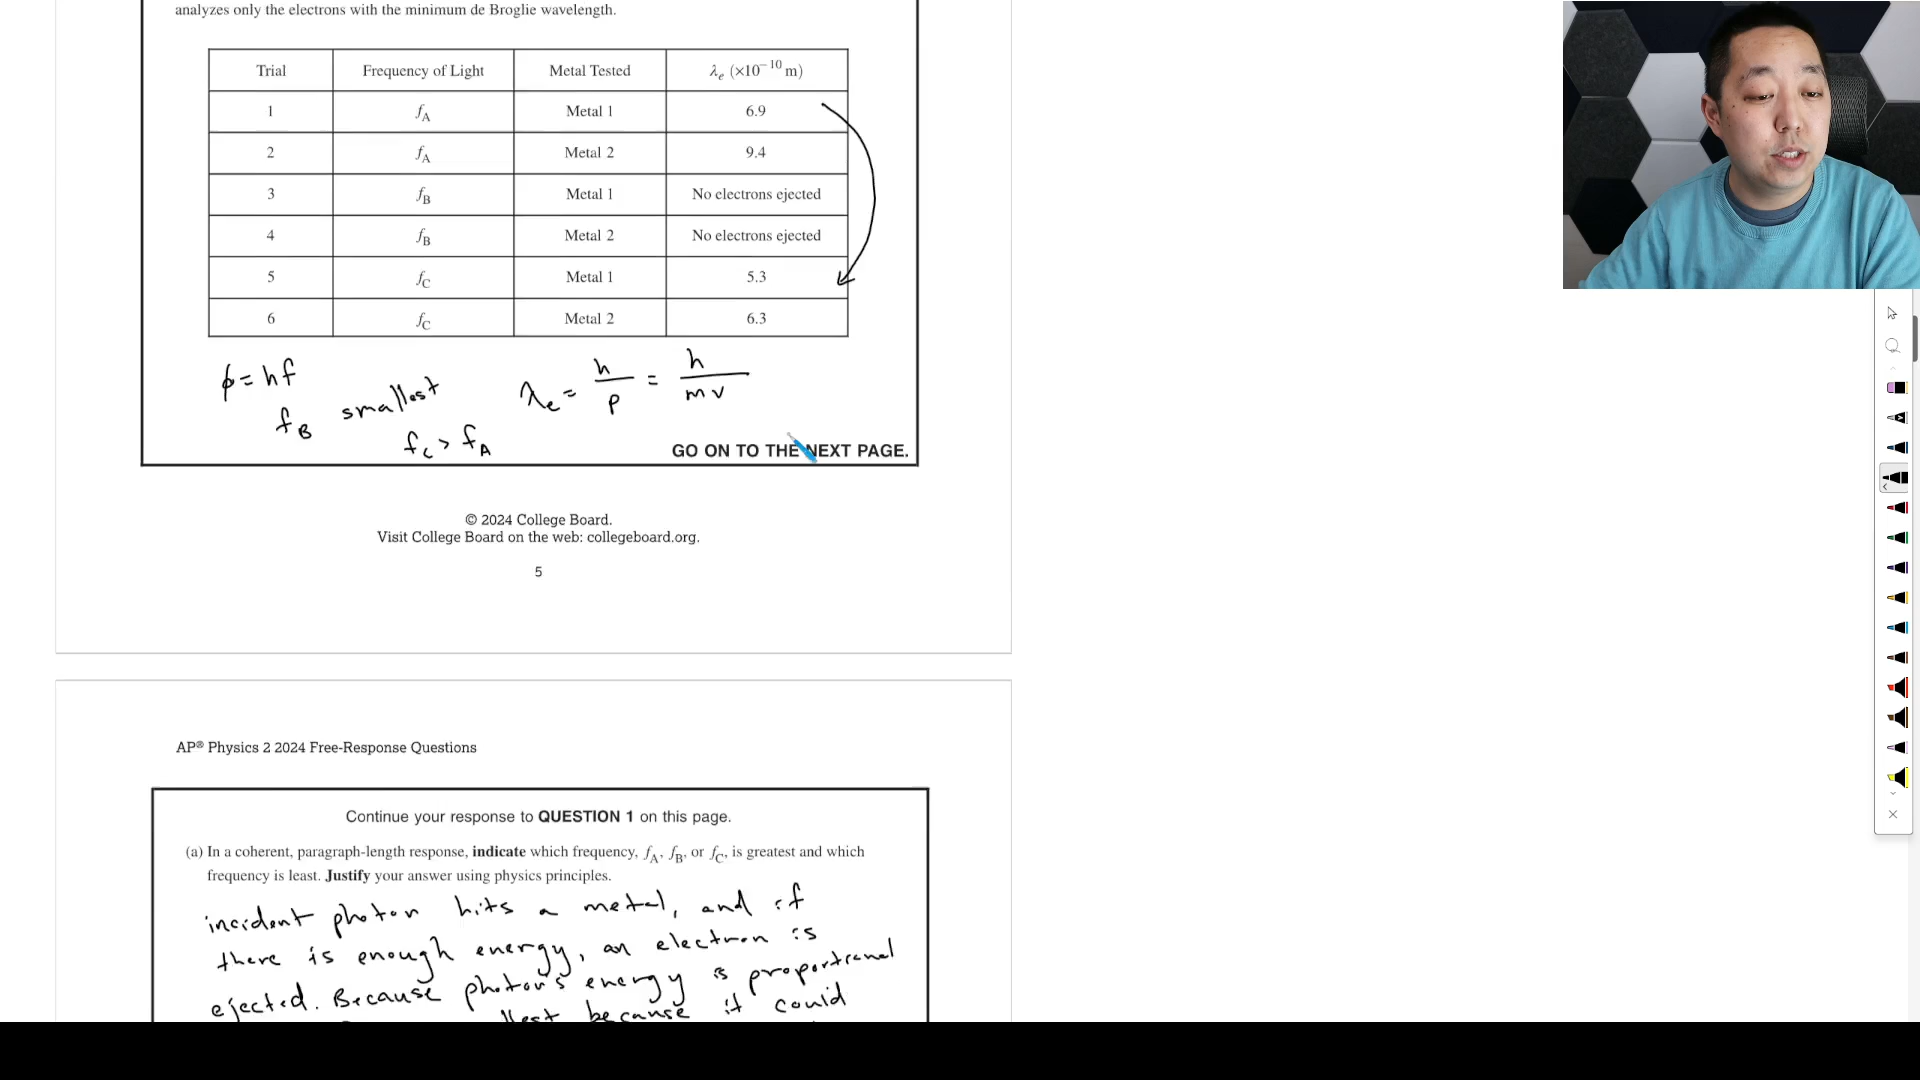 analyzes only the electrons with the minimum de Broglie wavelength.
Trial Frequency of Light Metal Tested λe (×10⁻¹⁰ m)
1 fA Metal 1 6.9
2 fA Metal 2 9.4
3 fB Metal 1 No electrons ejected
4 fB Metal 2 No electrons ejected
5 fC Metal 1 5.3
6 fC Metal 2 6.3
ϕ = hf
fB smallest
fC > fA
λe = h/p = h/mv
GO ON TO THE NEXT PAGE.
© 2024 College Board.
Visit College Board on the web: collegeboard.org.
5
AP® Physics 2 2024 Free-Response Questions
Continue your response to QUESTION 1 on this page.
(a) In a coherent, paragraph-length response, indicate which frequency, fA, fB, or fC, is greatest and which
frequency is least. Justify your answer using physics principles.
incident photon hits a metal, and if
there is enough energy, an electron is
ejected. Because photon's energy is proportional
because it could